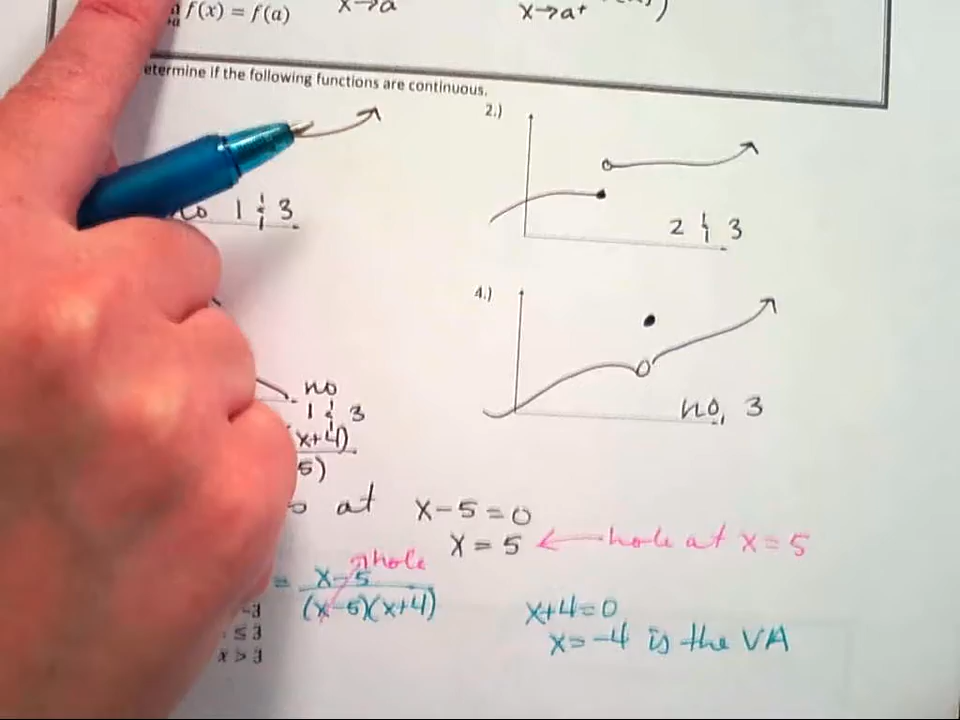 f(x) = f(a)
x→a
x→a⁺
etermine if the following functions are continuous.
2.)
1 & 3
2 & 3
4.)
no
1 & 3
no, 3
x+4)
5)
at x-5=0
x=5 ← hole at x=5
hole
= x-5
(x-5)(x+4)
x+4=0
x=-4 is the VA
-3
≤ 3
x > 3